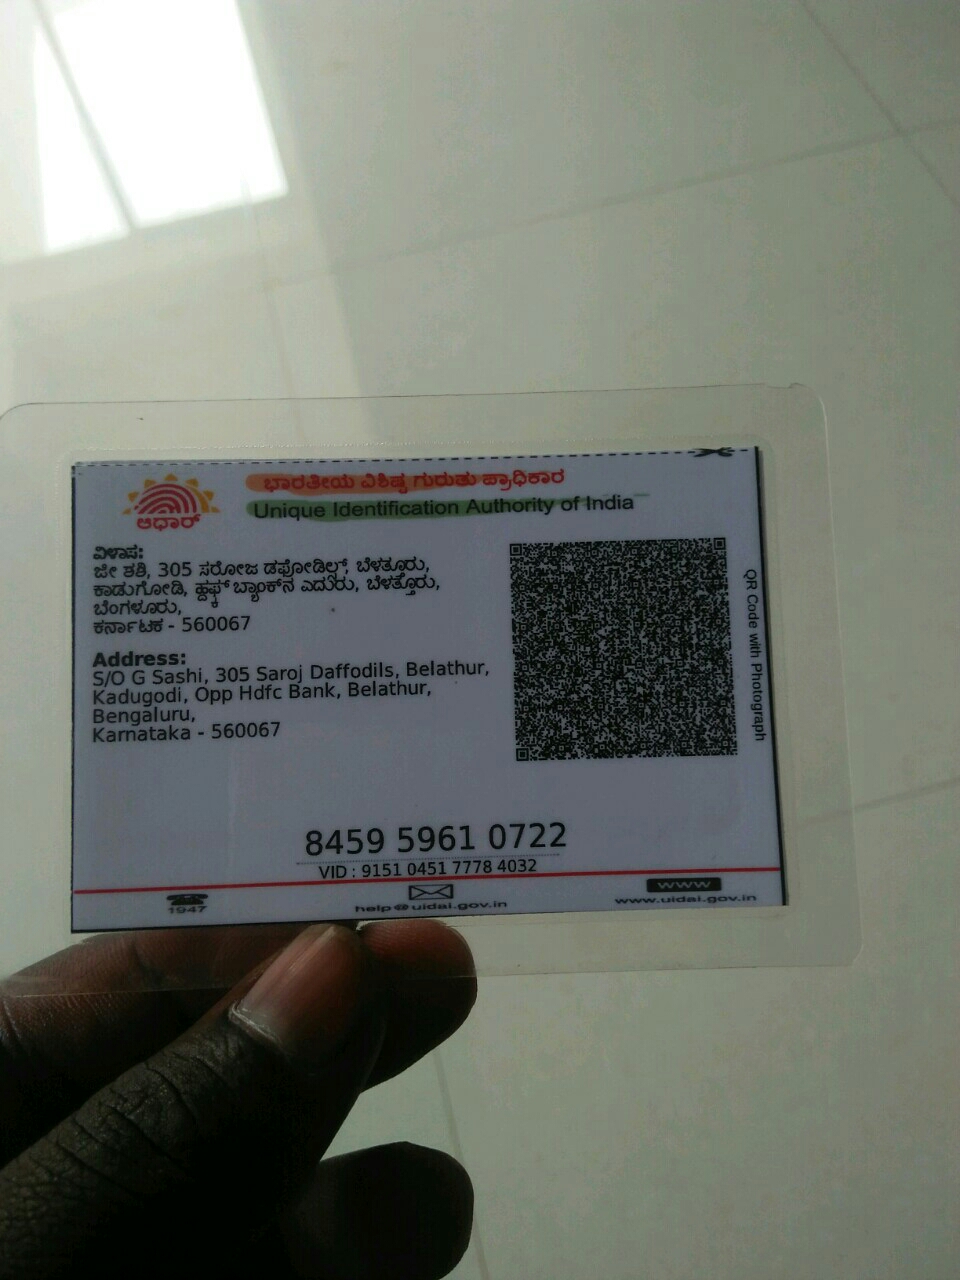 ಭಾರತೀಯ ವಿಶಿಷ್ಟ ಗುರುತು ಪ್ರಾಧಿಕಾರ
Unique Identification Authority of India
ಆಧಾರ್
ವಿಳಾಸ:
ಜೀ ಶಶಿ, 305 ಸರೋಜ ಡಫೋಡಿಲ್ಸ್, ಬೆಳತೂರು,
ಕಾಡುಗೋಡಿ, ಹ್ದಫ್ಕ್ ಬ್ಯಾಂಕ್‌ನ ಎದುರು, ಬೆಳತ್ತೂರು,
ಬೆಂಗಳೂರು,
ಕರ್ನಾಟಕ - 560067
Address:
S/O G Sashi, 305 Saroj Daffodils, Belathur,
Kadugodi, Opp Hdfc Bank, Belathur,
Bengaluru,
Karnataka - 560067
QR Code with Photograph
8459 5961 0722
VID : 9151 0451 7778 4032
1947
help@uidai.gov.in
WWW
www.uidai.gov.in